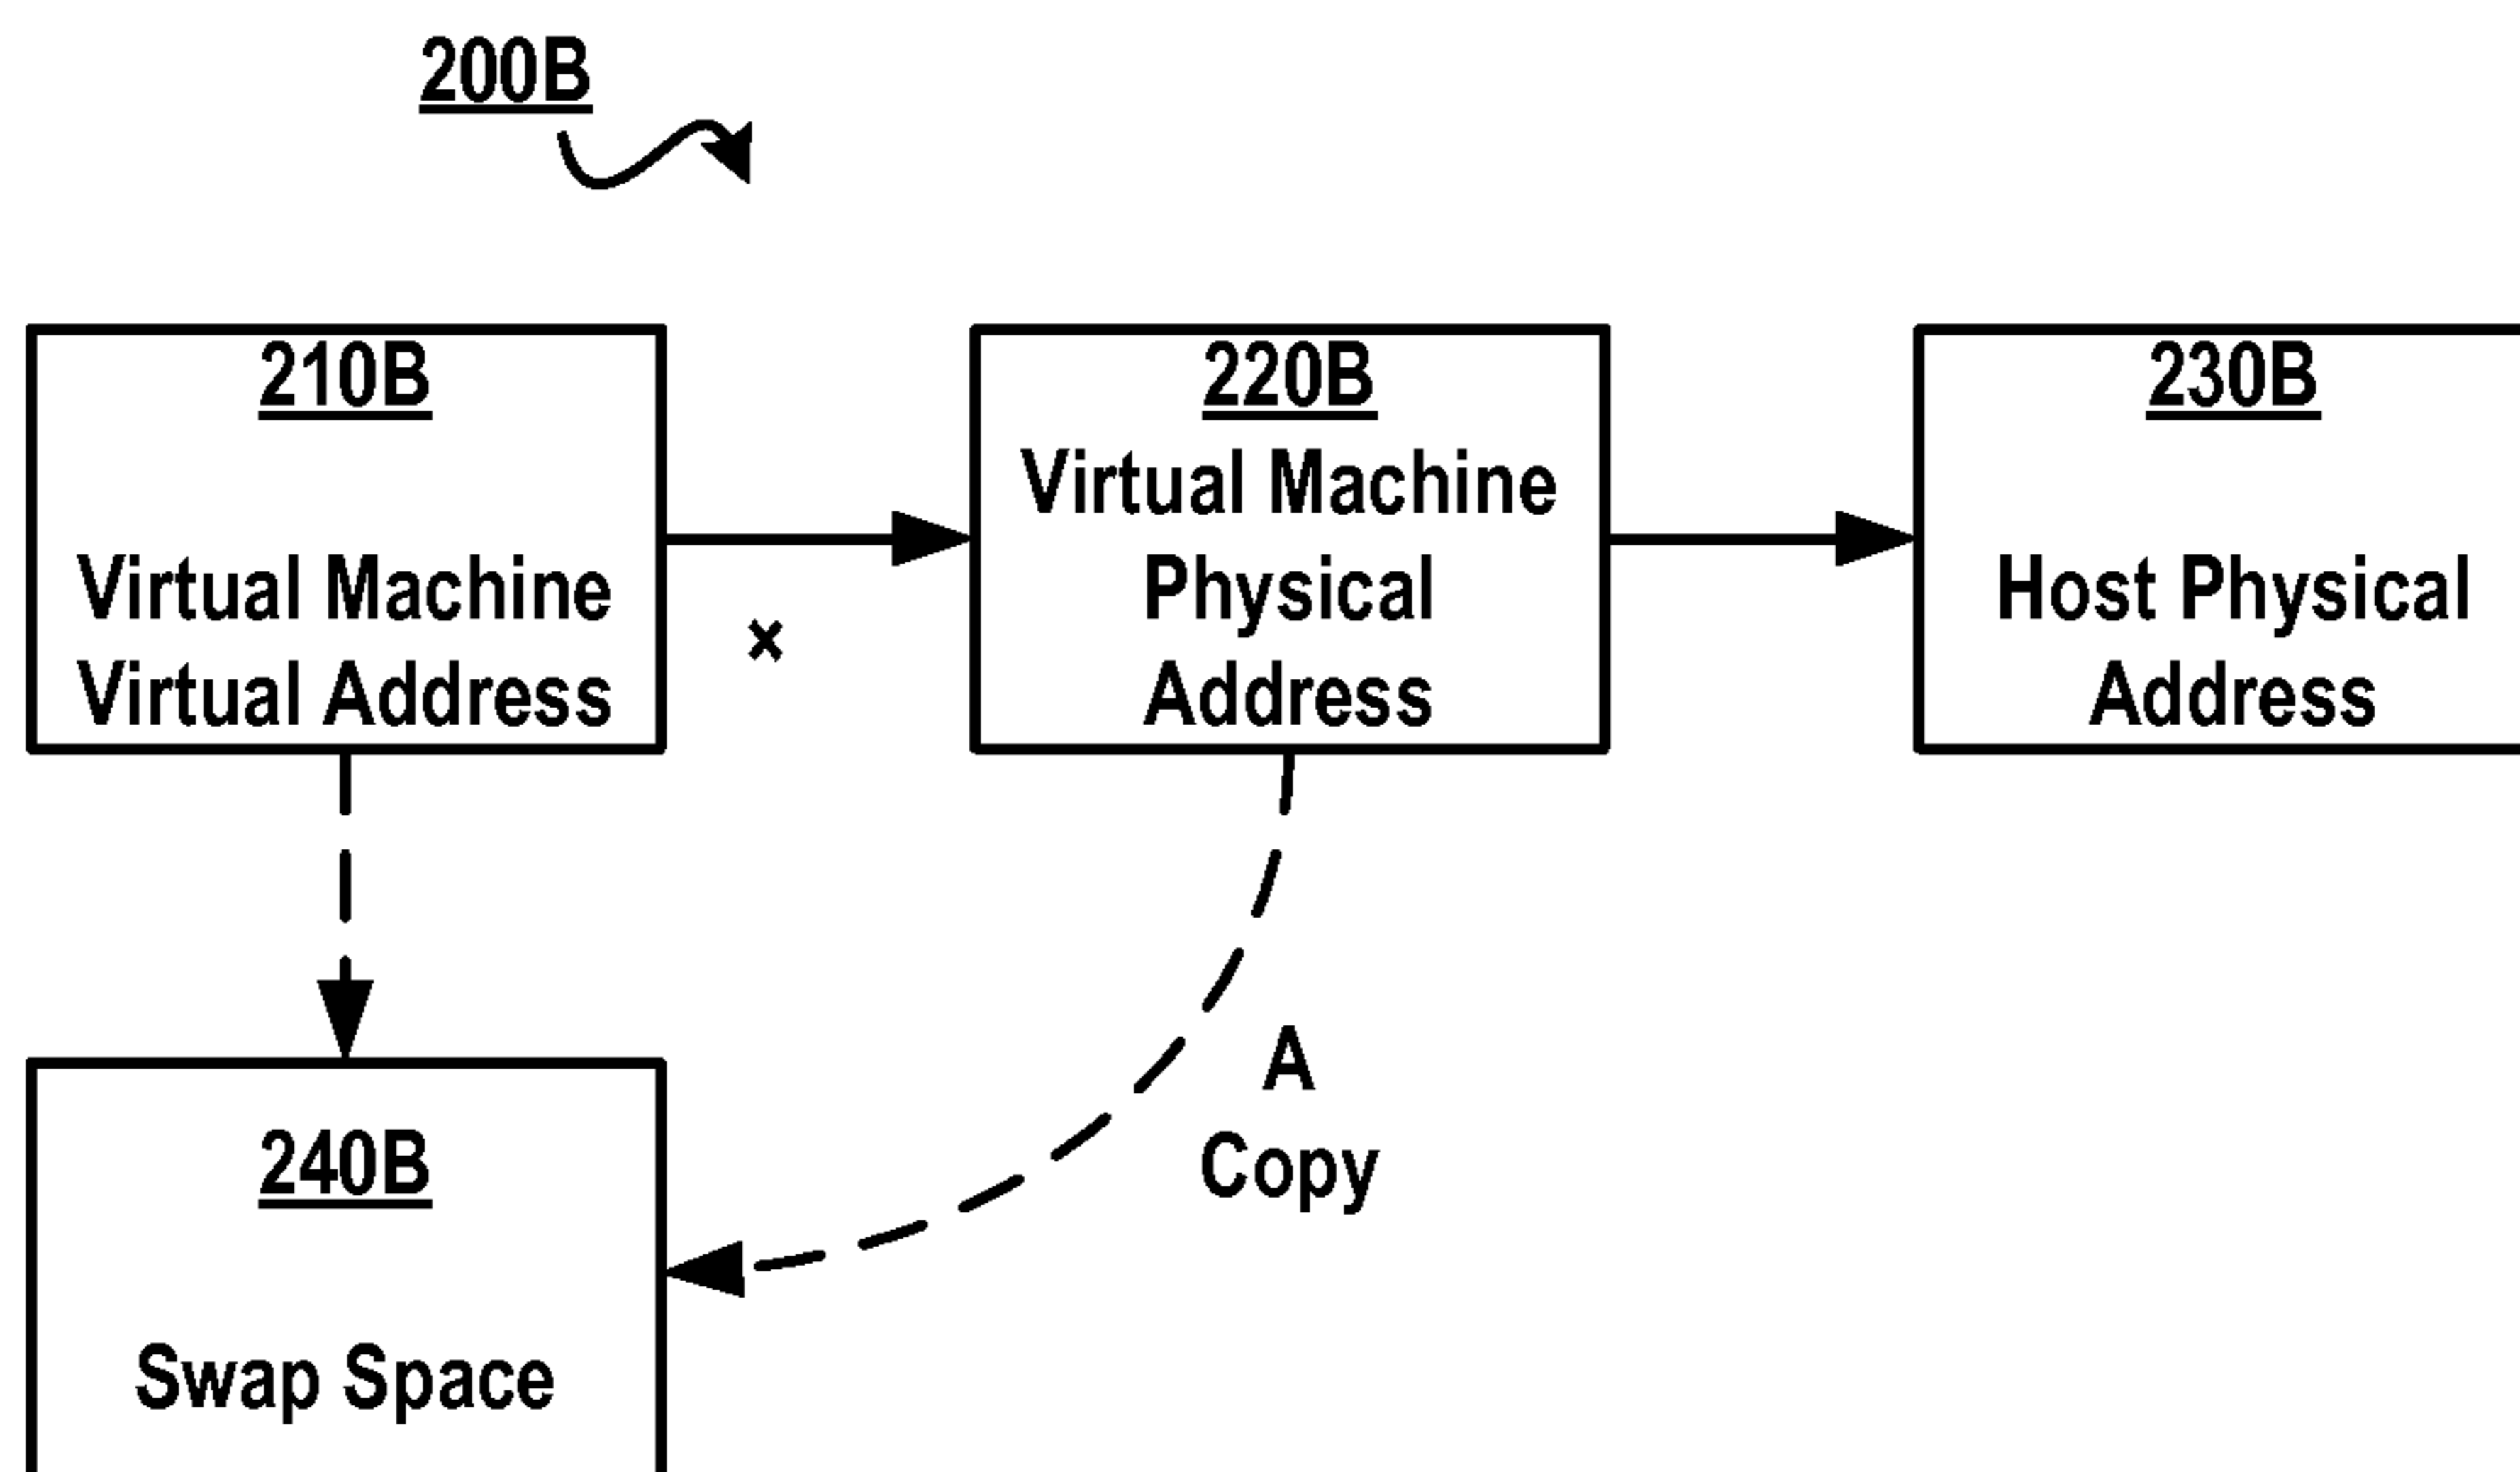 200B
210B
Virtual Machine
Virtual Address
×
220B
Virtual Machine
Physical
Address
230B
Host Physical
Address
A
Copy
240B
Swap Space